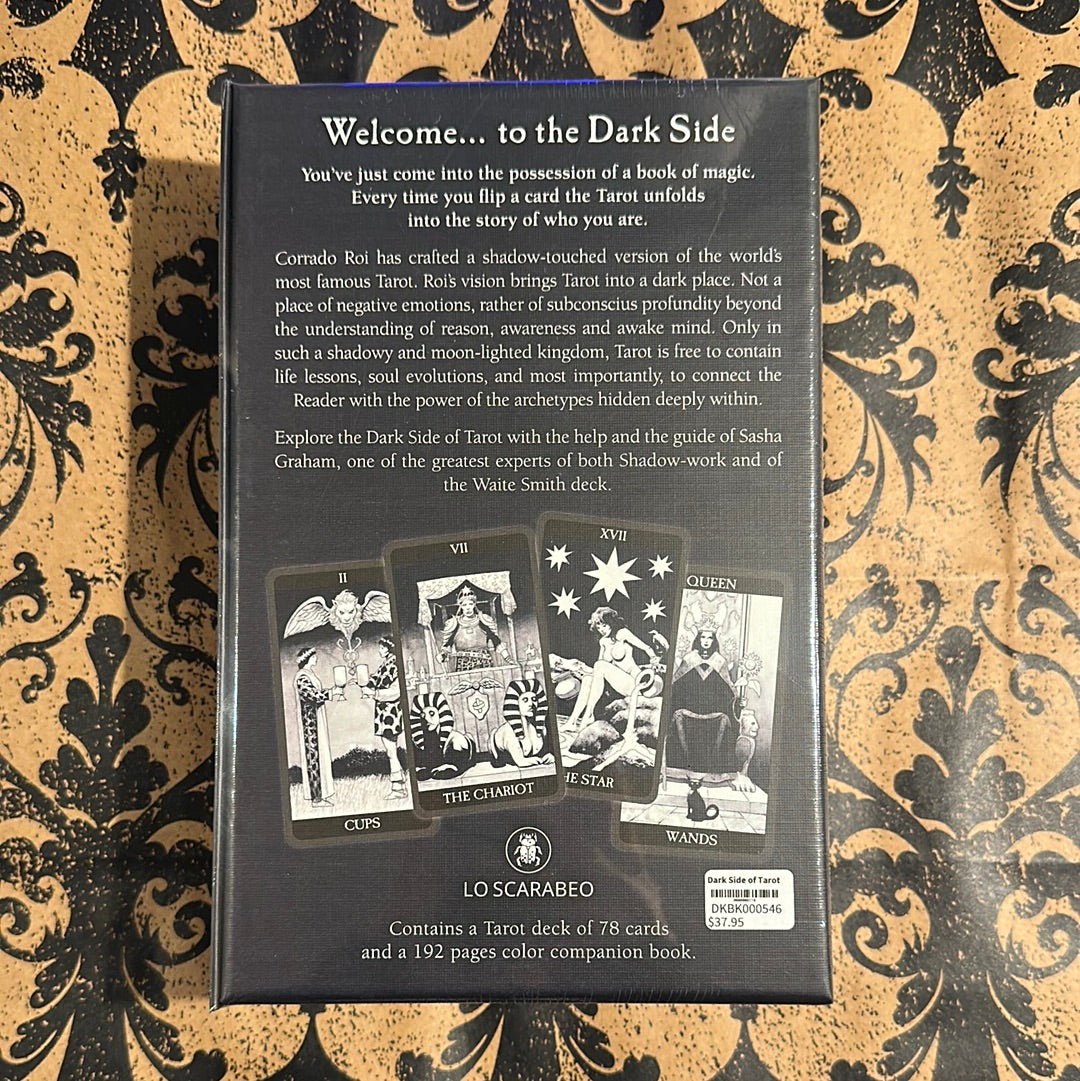 Welcome... to the Dark Side
You've just come into the possession of a book of magic.
Every time you flip a card the Tarot unfolds
into the story of who you are.
Corrado Roi has crafted a shadow-touched version of the world's
most famous Tarot. Roi's vision brings Tarot into a dark place. Not a
place of negative emotions, rather of subconscius profundity beyond
the understanding of reason, awareness and awake mind. Only in
such a shadowy and moon-lighted kingdom, Tarot is free to contain
life lessons, soul evolutions, and most importantly, to connect the
Reader with the power of the archetypes hidden deeply within.
Explore the Dark Side of Tarot with the help and the guide of Sasha
Graham, one of the greatest experts of both Shadow-work and of
the Waite Smith deck.
II
CUPS
VII
THE CHARIOT
XVII
HE STAR
QUEEN
WANDS
LO SCARABEO
Contains a Tarot deck of 78 cards
and a 192 pages color companion book.
Dark Side of Tarot
DKBK000546
$37.95